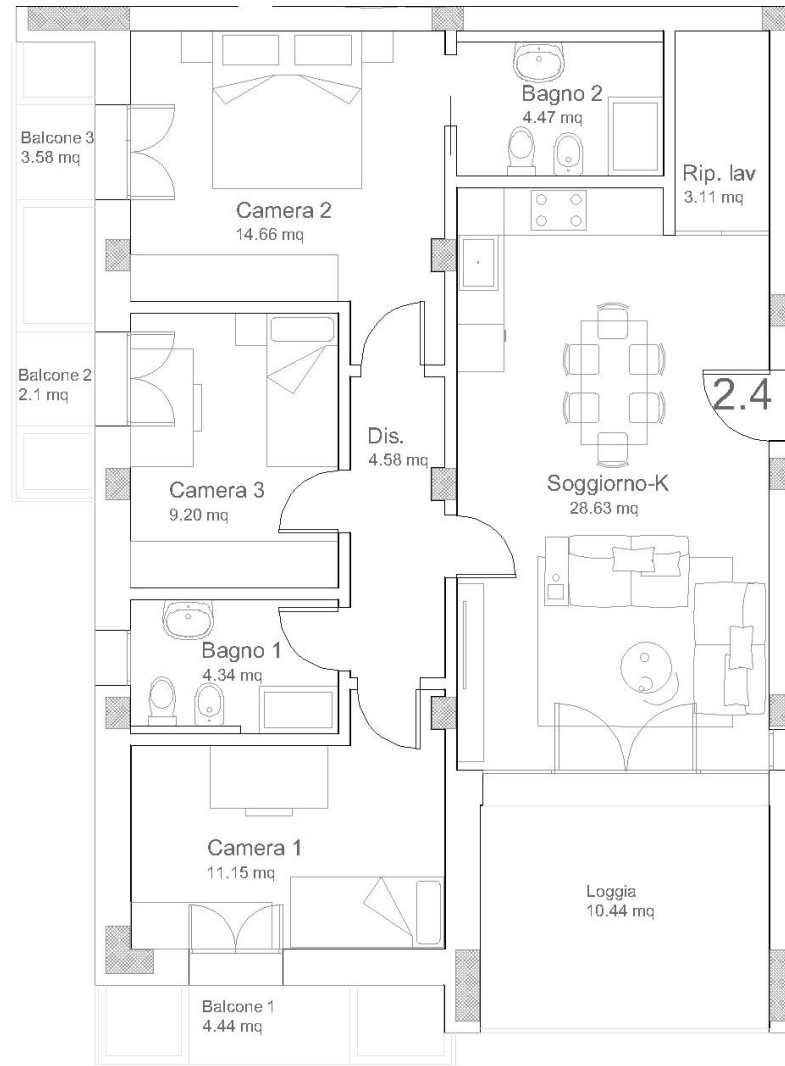 Bagno 2
4.47 mq
Balcone 3
3.58 mq
Rip. lav
3.11 mq
Camera 2
14.66 mq
Balcone 2
2.1 mq
2.4
Dis.
4.58 mq
Camera 3
9.20 mq
Soggiorno-K
28.63 mq
Bagno 1
4.34 mq
Camera 1
11.15 mq
Loggia
10.44 mq
Balcone 1
4.44 mq